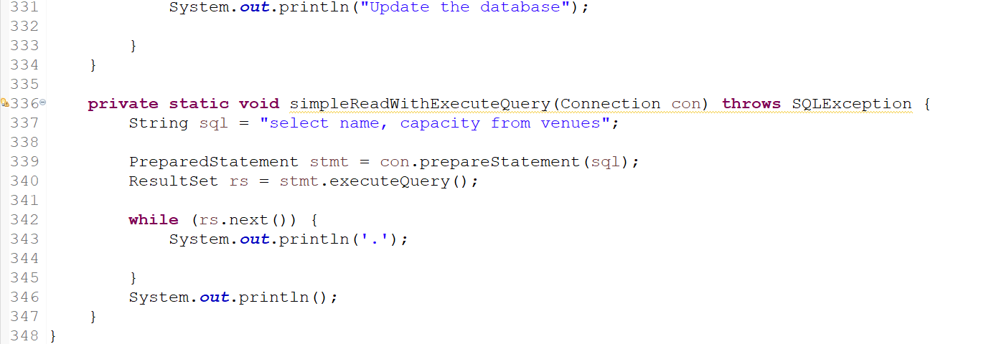 331             System.out.println("Update the database");
332
333         }
334     }
335
336     private static void simpleReadWithExecuteQuery(Connection con) throws SQLException {
337         String sql = "select name, capacity from venues";
338
339         PreparedStatement stmt = con.prepareStatement(sql);
340         ResultSet rs = stmt.executeQuery();
341
342         while (rs.next()) {
343             System.out.println('.');
344
345         }
346         System.out.println();
347     }
348 }